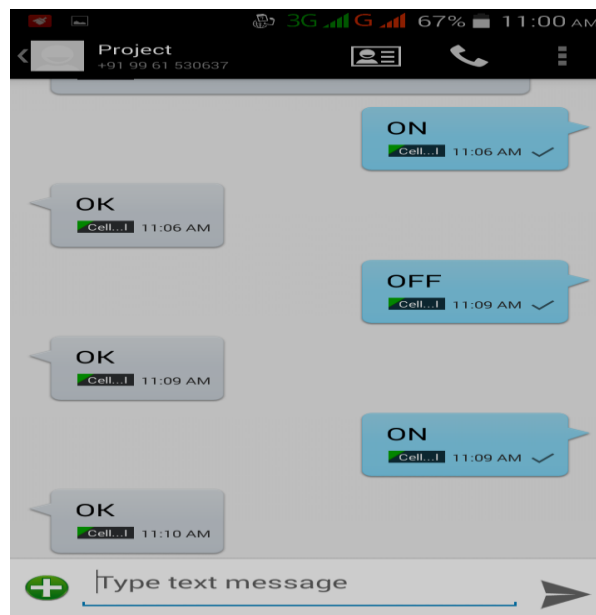 3G G 67% 11:00 AM
Project
+91 99 61 530637
ON
Cell...I 11:06 AM
OK
Cell...I 11:06 AM
OFF
Cell...I 11:09 AM
OK
Cell...I 11:09 AM
ON
Cell...I 11:09 AM
OK
Cell...I 11:10 AM
Type text message